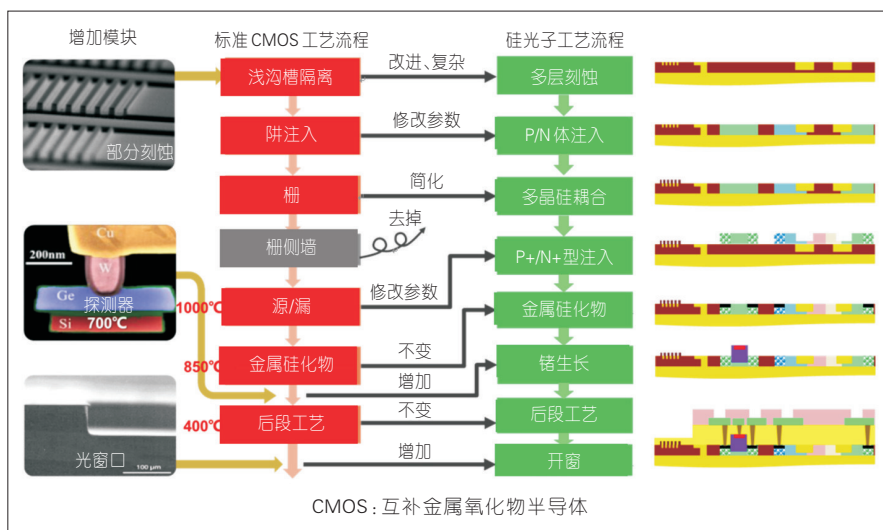 增加模块
标准CMOS工艺流程
硅光子工艺流程
部分刻蚀
浅沟槽隔离
改进、复杂
多层刻蚀
阱注入
修改参数
P/N体注入
栅
简化
多晶硅耦合
栅侧墙
去掉
P+/N+型注入
Cu
200nm
W
Ge
探测器
Si
700℃
1000℃
源/漏
修改参数
金属硅化物
850℃
金属硅化物
不变
增加
锗生长
400℃
后段工艺
不变
后段工艺
光窗口
100 μm
增加
开窗
CMOS:互补金属氧化物半导体